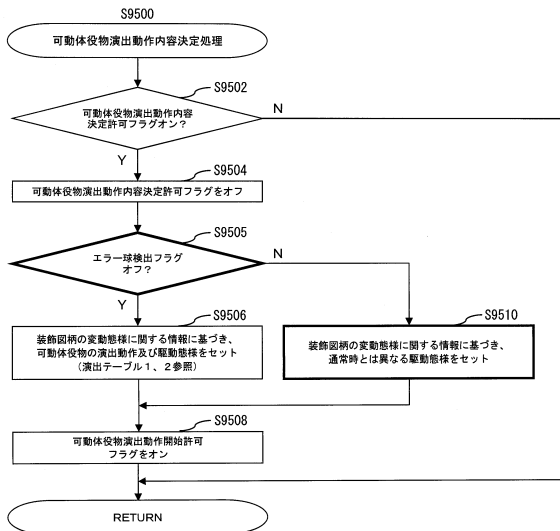 S9500
可動体役物演出動作内容決定処理
S9502
可動体役物演出動作内容
決定許可フラグオン？
N
Y
S9504
可動体役物演出動作内容決定許可フラグをオフ
S9505
エラー球検出フラグ
オフ？
N
Y
S9506
装飾図柄の変動態様に関する情報に基づき、
可動体役物の演出動作及び駆動態様をセット
（演出テーブル１、２参照）
S9510
装飾図柄の変動態様に関する情報に基づき、
通常時とは異なる駆動態様をセット
S9508
可動体役物演出動作開始許可
フラグをオン
RETURN